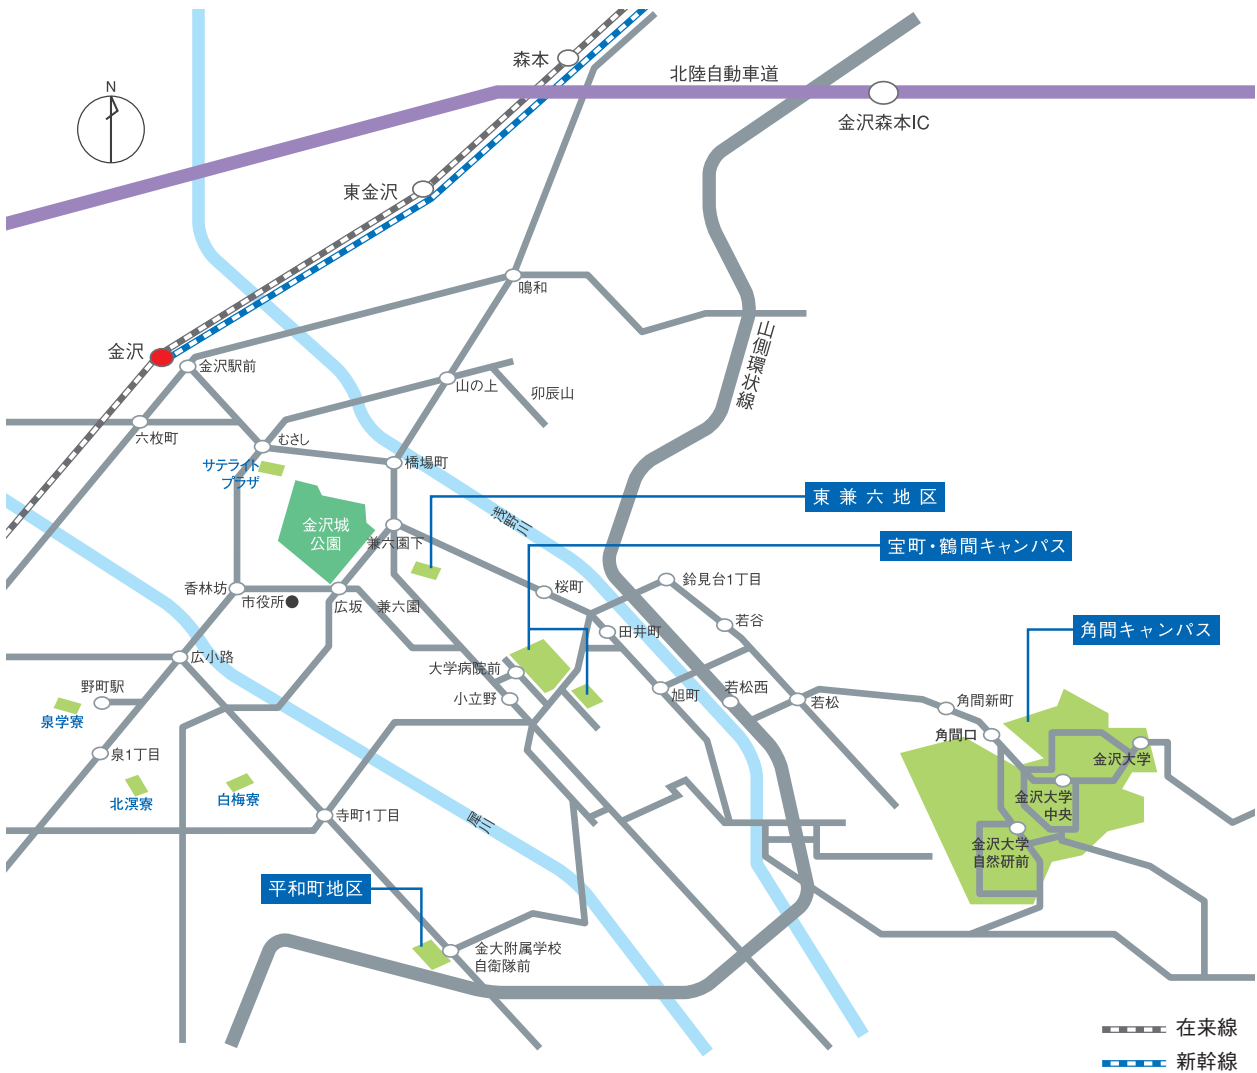 森本
北陸自動車道
N
金沢森本IC
東金沢
鳴和
山側環状線
金沢
金沢駅前
山の上
卯辰山
六枚町
むさし
橋場町
サテライト
プラザ
東兼六地区
金沢城
公園
浅野川
兼六園下
宝町・鶴間キャンパス
香林坊
市役所
広坂
兼六園
桜町
鈴見台1丁目
若谷
田井町
角間キャンパス
広小路
大学病院前
野町駅
小立野
旭町
若松西
若松
角間新町
泉学寮
角間口
泉1丁目
金沢大学
北溟寮
白梅寮
寺町1丁目
犀川
金沢大学
中央
金沢大学
自然研前
平和町地区
金大附属学校
自衛隊前
在来線
新幹線